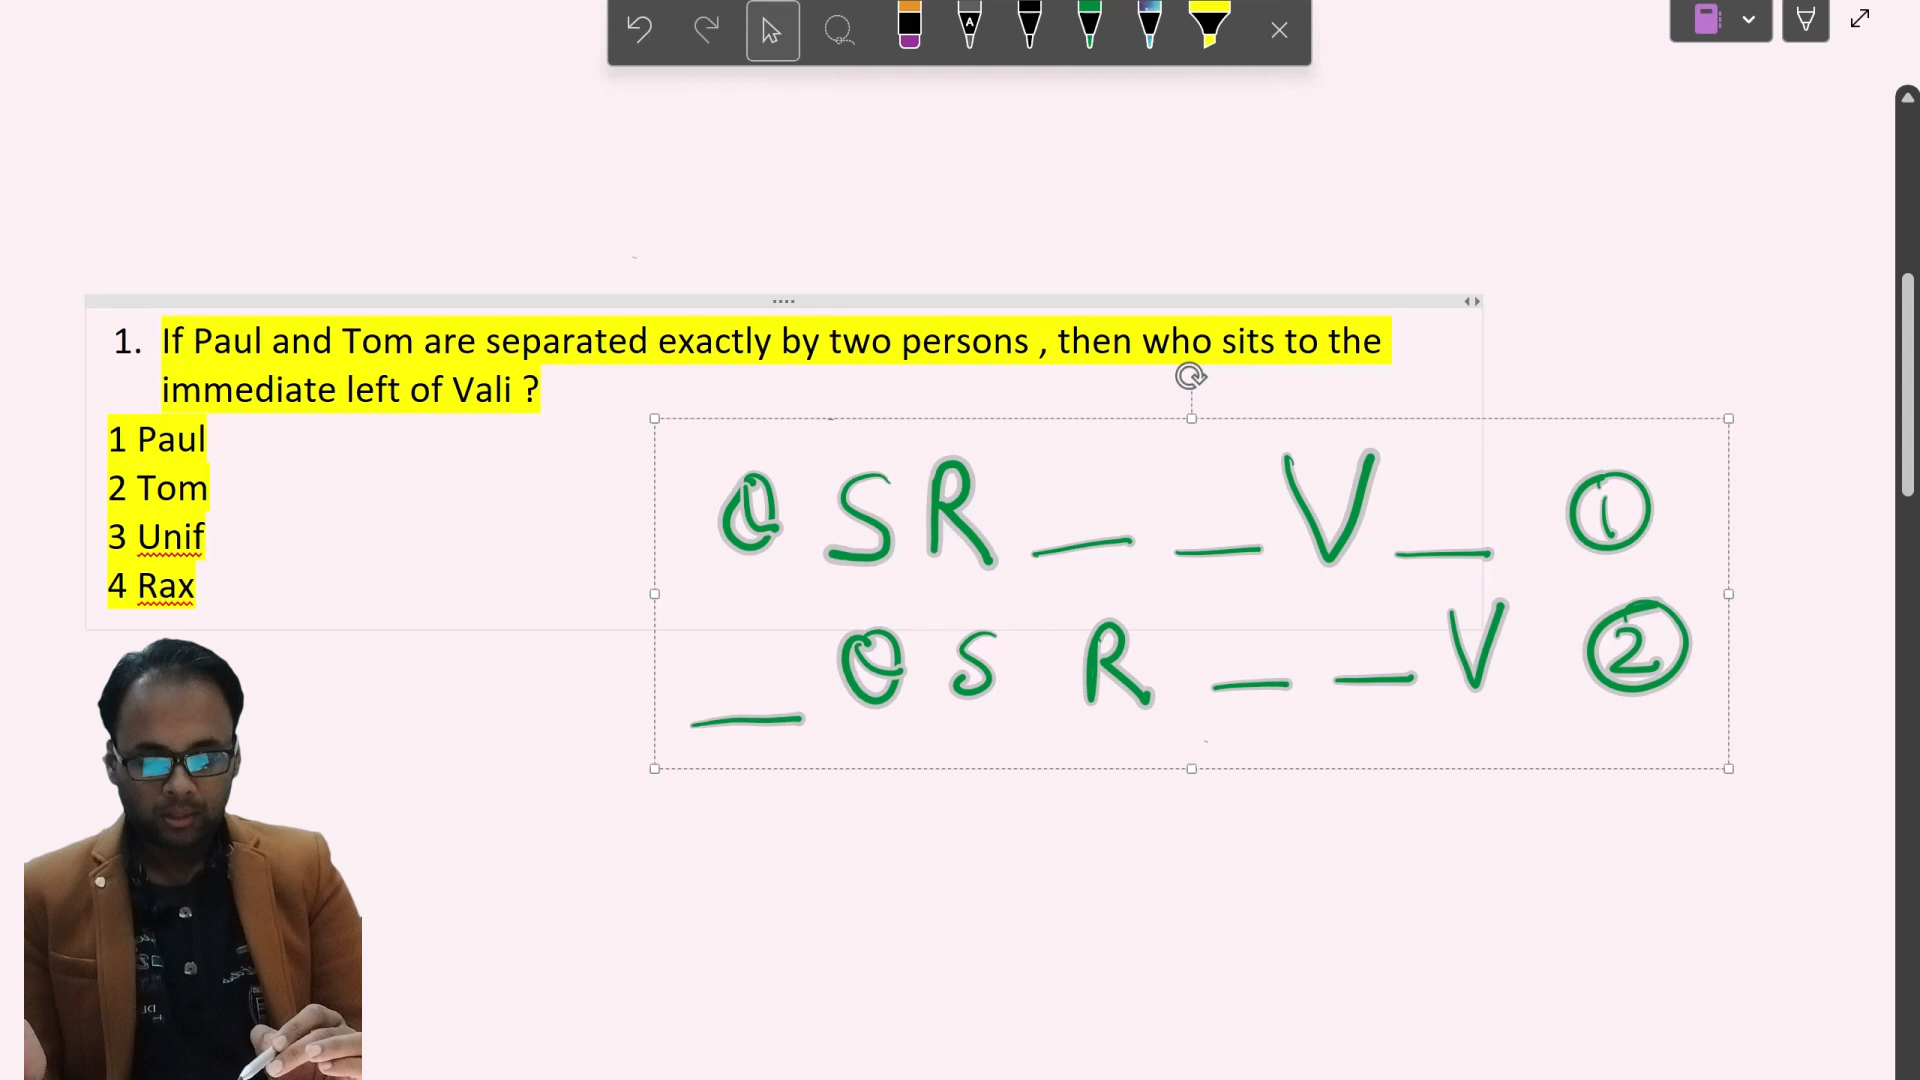 1. If Paul and Tom are separated exactly by two persons , then who sits to the
immediate left of Vali ?
1 Paul
2 Tom
3 Unif
4 Rax
Q S R _ _ V _ ①
_ Q S R _ _ V ②